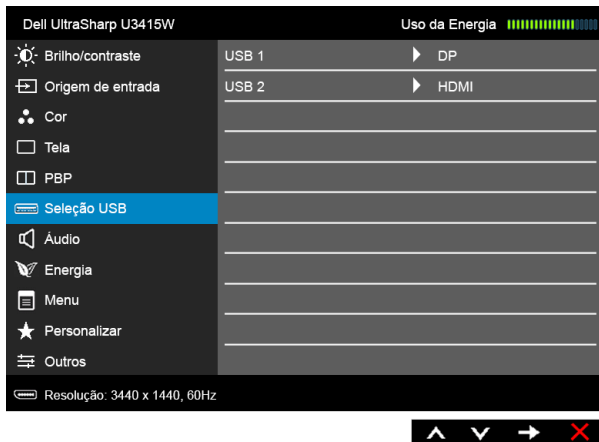 Dell UltraSharp U3415W Uso da Energia
Brilho/contraste USB 1 DP
Origem de entrada USB 2 HDMI
Cor
Tela
PBP
Seleção USB
Áudio
Energia
Menu
Personalizar
Outros
Resolução: 3440 x 1440, 60Hz